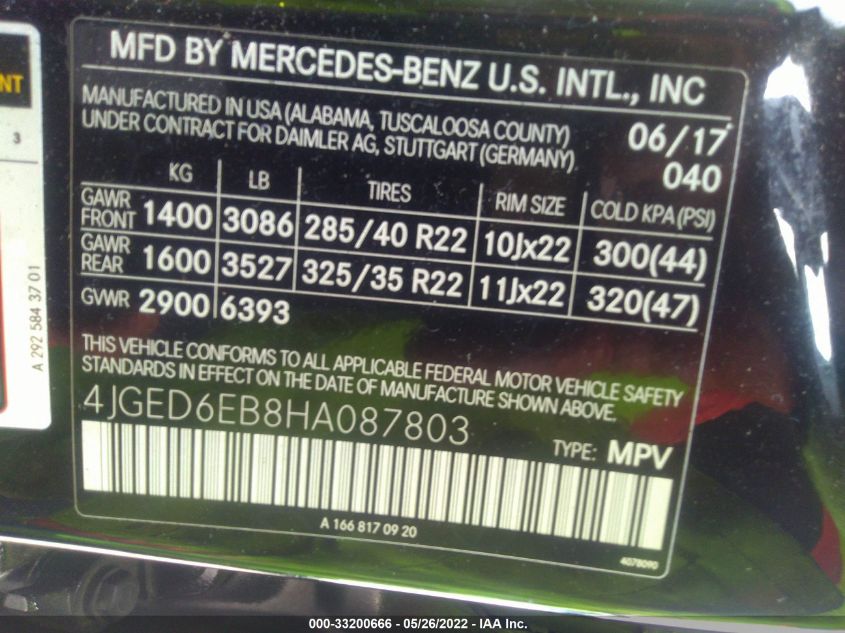 NT
3
A 292 584 37 01
MFD BY MERCEDES-BENZ U.S. INTL., INC
MANUFACTURED IN USA (ALABAMA, TUSCALOOSA COUNTY)
UNDER CONTRACT FOR DAIMLER AG, STUTTGART (GERMANY)
06/17
040
KG LB TIRES RIM SIZE COLD KPA (PSI)
GAWR FRONT 1400 3086 285/40 R22 10Jx22 300(44)
GAWR REAR 1600 3527 325/35 R22 11Jx22 320(47)
GVWR 2900 6393
THIS VEHICLE CONFORMS TO ALL APPLICABLE FEDERAL MOTOR VEHICLE SAFETY
STANDARDS IN EFFECT ON THE DATE OF MANUFACTURE SHOWN ABOVE.
4JGED6EB8HA087803
TYPE: MPV
A 166 817 09 20
4078090
000-33200666 - 05/26/2022 - IAA Inc.